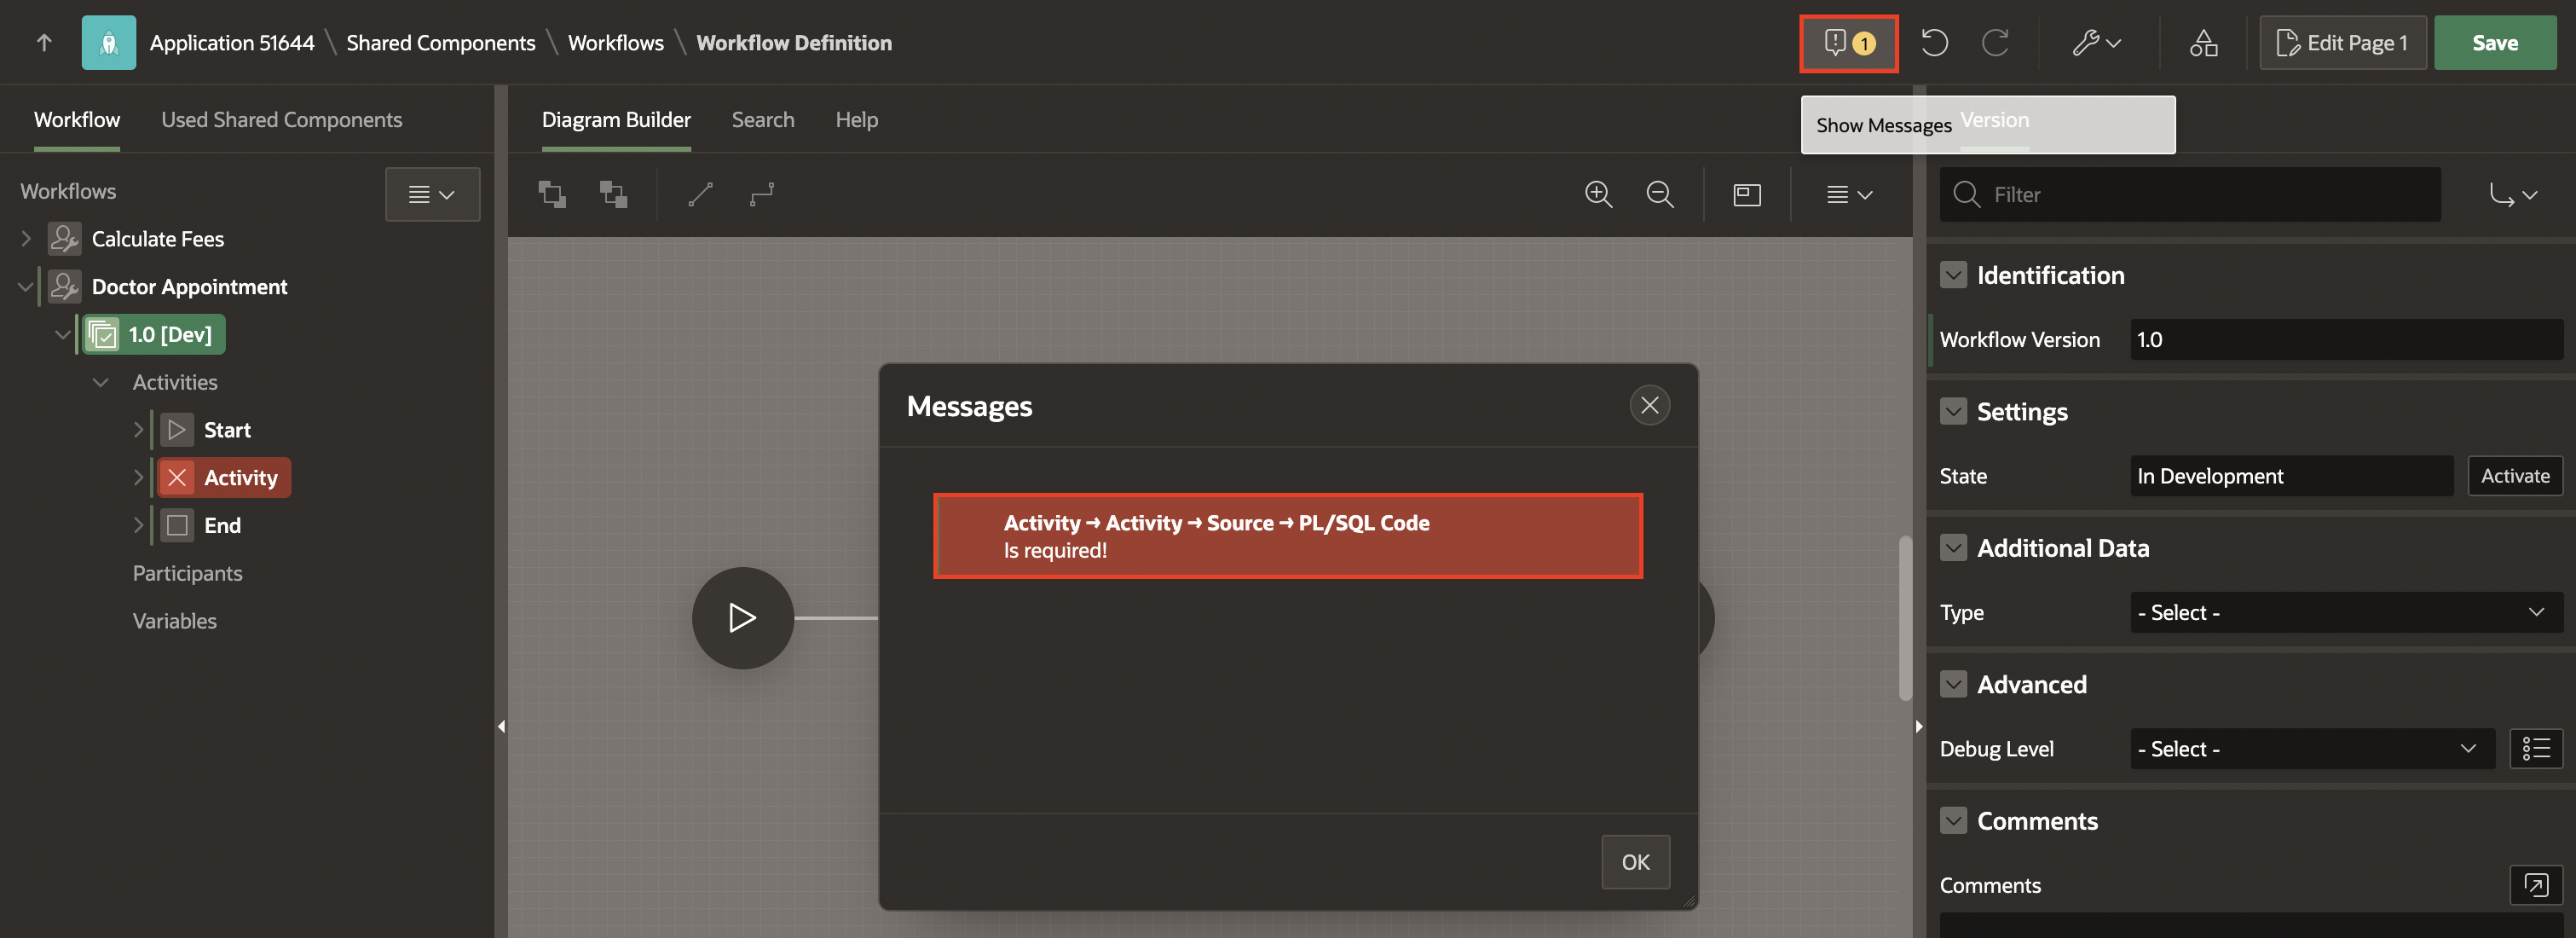 Application 51644 \ Shared Components \ Workflows \ Workflow Definition
1
Edit Page 1
Save
Show Messages
Workflow
Used Shared Components
Diagram Builder
Search
Help
Version
Workflows
Filter
Calculate Fees
Doctor Appointment
1.0 [Dev]
Activities
Start
Activity
End
Participants
Variables
Messages
Activity → Activity → Source → PL/SQL Code
Is required!
OK
Identification
Workflow Version
1.0
Settings
State
In Development
Activate
Additional Data
Type
- Select -
Advanced
Debug Level
- Select -
Comments
Comments